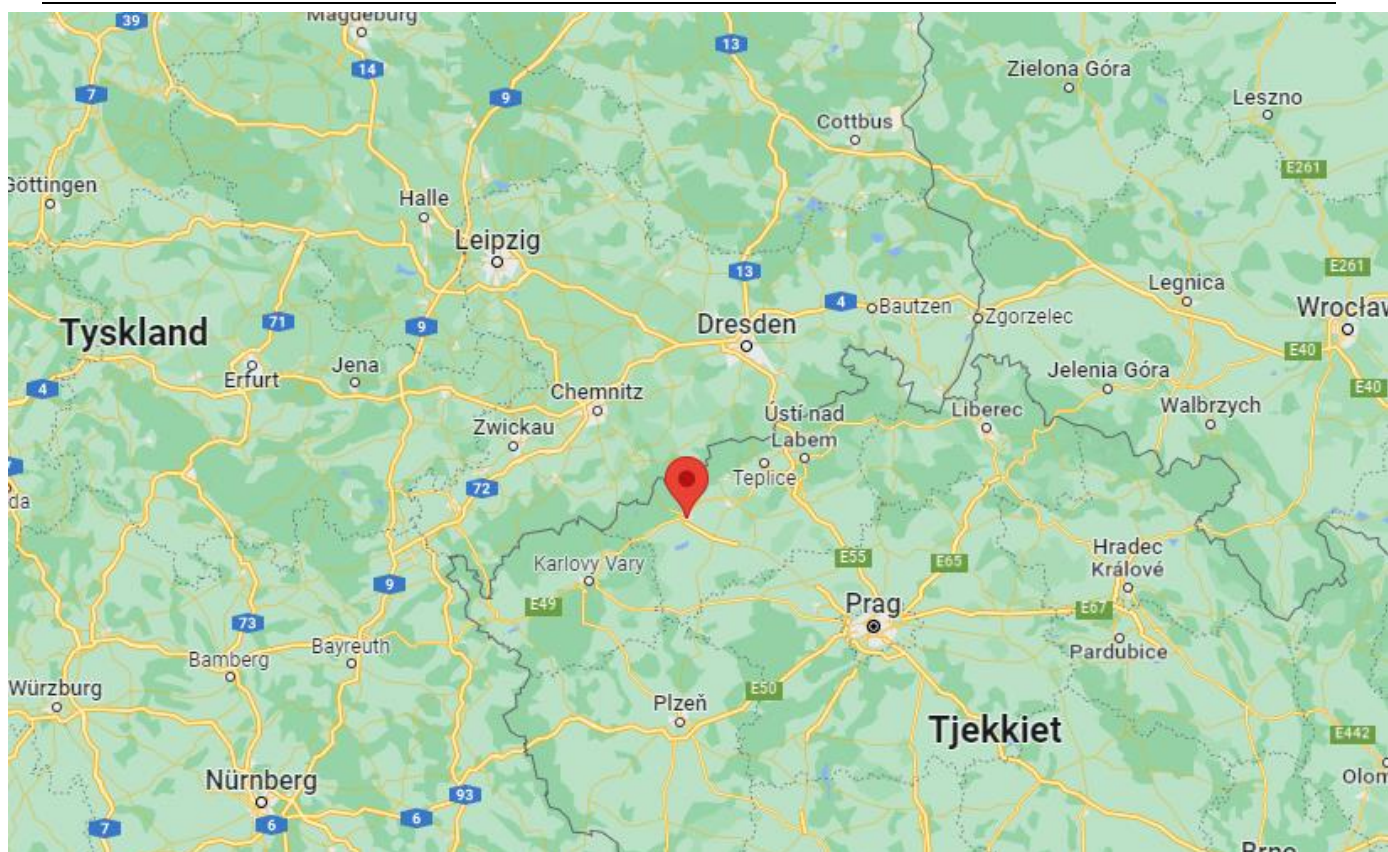 39
Magdeburg
13
14
Zielona Góra
7
9
Leszno
Cottbus
E261
Göttingen
Halle
Leipzig
13
E261
Legnica
4
Bautzen
Wrocław
71
9
Dresden
Zgorzelec
Tyskland
E40
Jena
Erfurt
Jelenia Góra
4
Chemnitz
E40
Ústí nad
Labem
Liberec
Walbrzych
Zwickau
Teplice
72
da
Hradec
Králové
E55
E65
Karlovy Vary
9
E49
Prag
E67
73
Bayreuth
Pardubice
Bamberg
Würzburg
E50
Plzeň
Tjekkiet
E442
Nürnberg
Olom
93
7
6
6
Brno